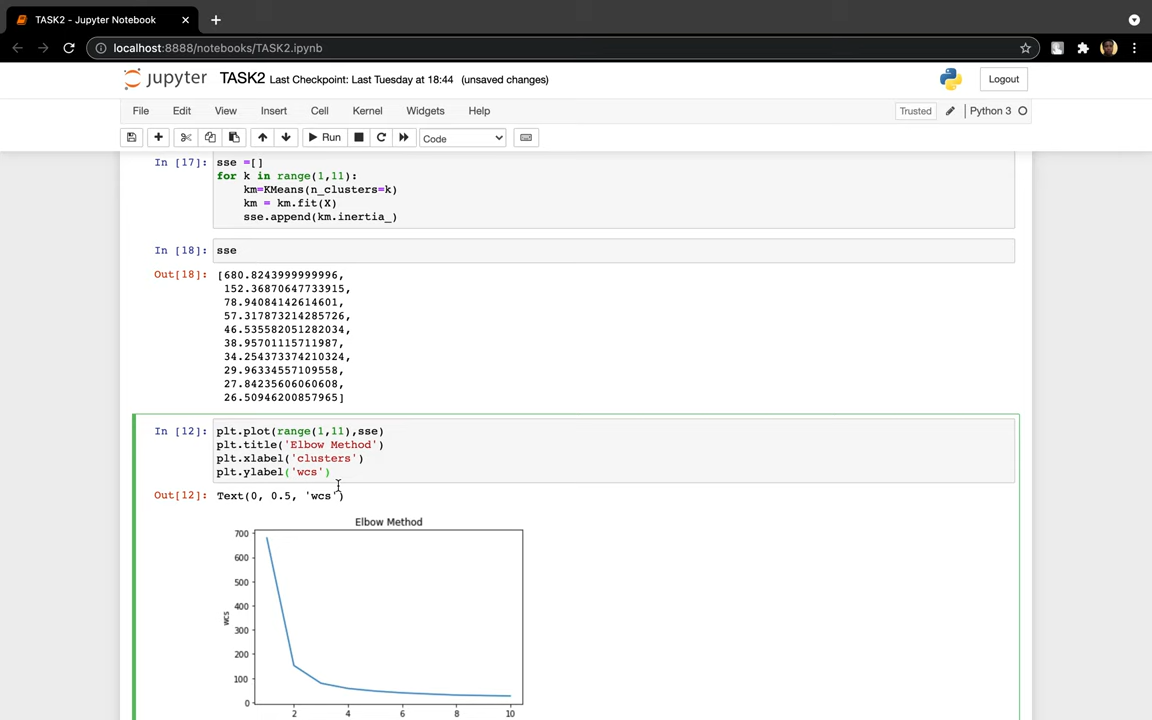 TASK2 - Jupyter Notebook
localhost:8888/notebooks/TASK2.ipynb
jupyter TASK2 Last Checkpoint: Last Tuesday at 18:44 (unsaved changes)
Logout
File Edit View Insert Cell Kernel Widgets Help
Trusted Python 3
Run Code
In [17]: sse =[]
for k in range(1,11):
km=KMeans(n_clusters=k)
km = km.fit(X)
sse.append(km.inertia_)
In [18]: sse
Out[18]: [680.8243999999996,
152.36870647733915,
78.94084142614601,
57.317873214285726,
46.535582051282034,
38.95701115711987,
34.254373374210324,
29.96334557109558,
27.84235606060608,
26.50946200857965]
In [12]: plt.plot(range(1,11),sse)
plt.title('Elbow Method')
plt.xlabel('clusters')
plt.ylabel('wcs')
Out[12]: Text(0, 0.5, 'wcs')
Elbow Method
700
600
500
400
300
200
100
0
wcs
2 4 6 8 10